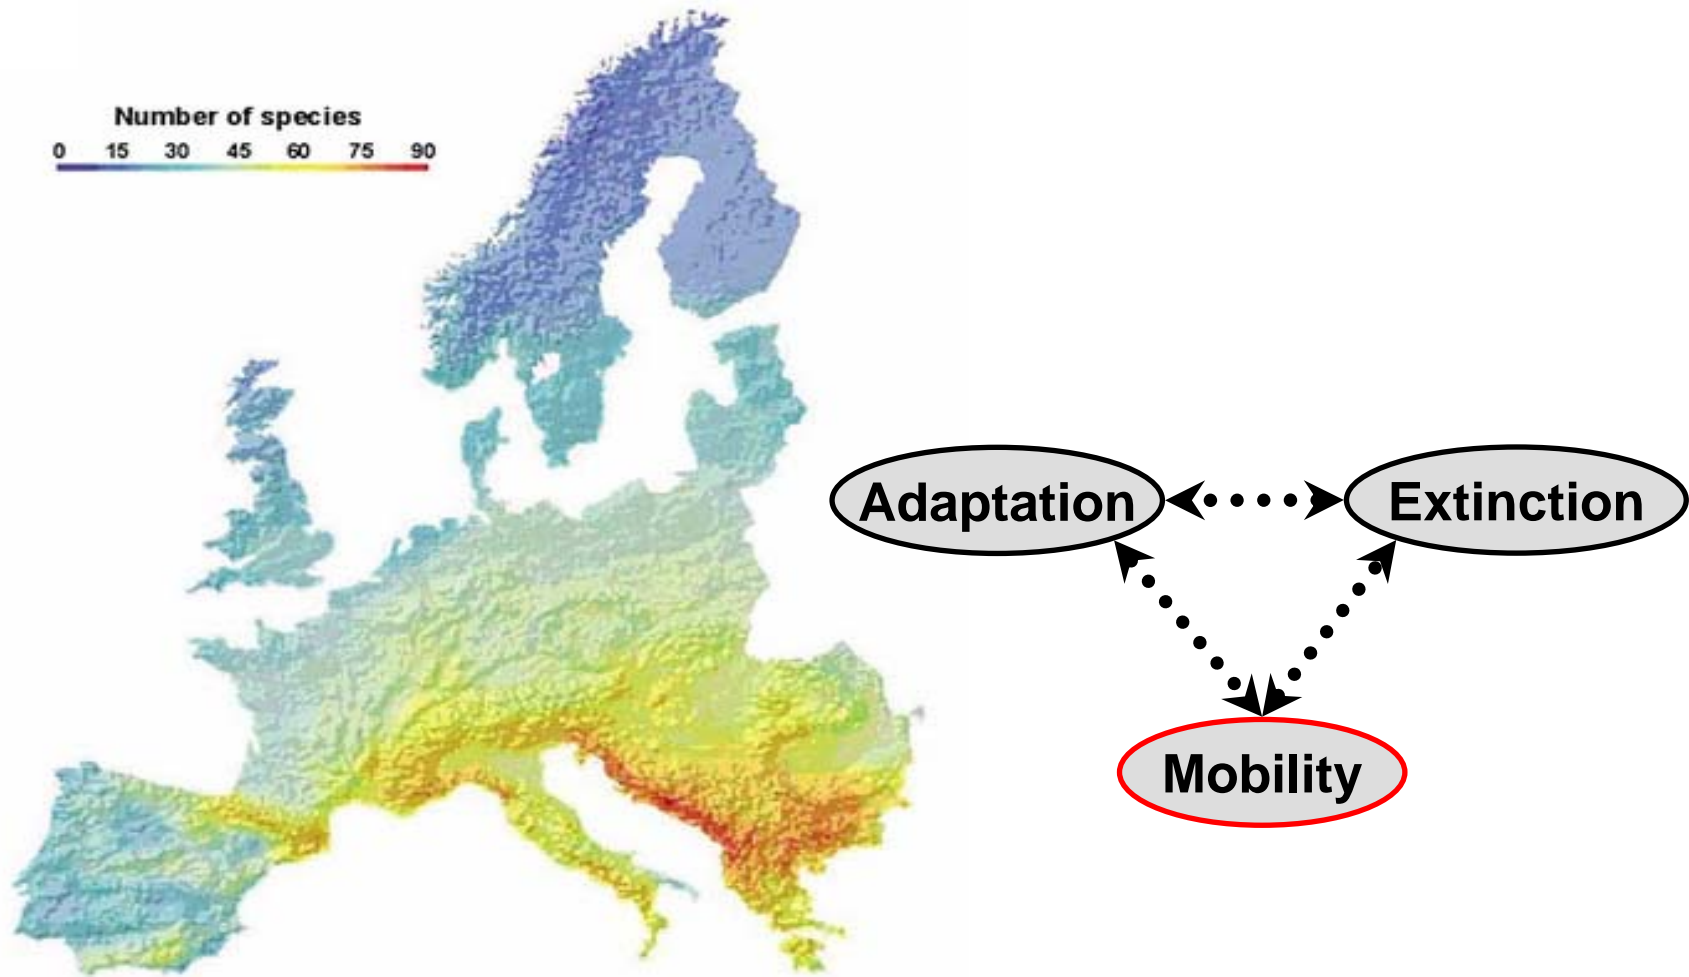 Number of species
0 15 30 45 60 75 90
Adaptation
Extinction
Mobility